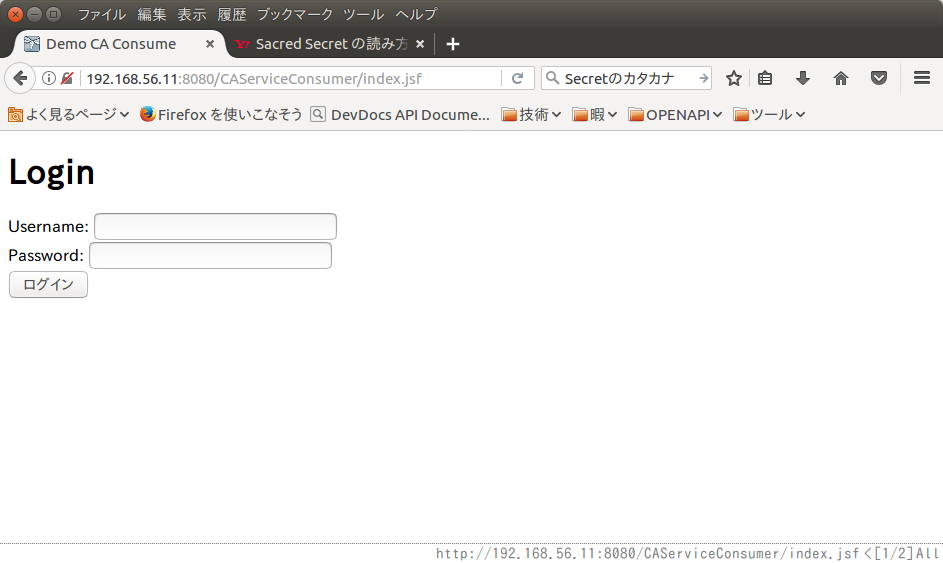 ファイル 編集 表示 履歴 ブックマーク ツール ヘルプ
Demo CA Consume Sacred Secret の読み方
192.168.56.11:8080/CAServiceConsumer/index.jsf Secretのカタカナ
よく見るページ Firefox を使いこなそう DevDocs API Docume... 技術 暇 OPENAPI ツール
Login
Username:
Password:
ログイン
http://192.168.56.11:8080/CAServiceConsumer/index.jsf <[1/2]All